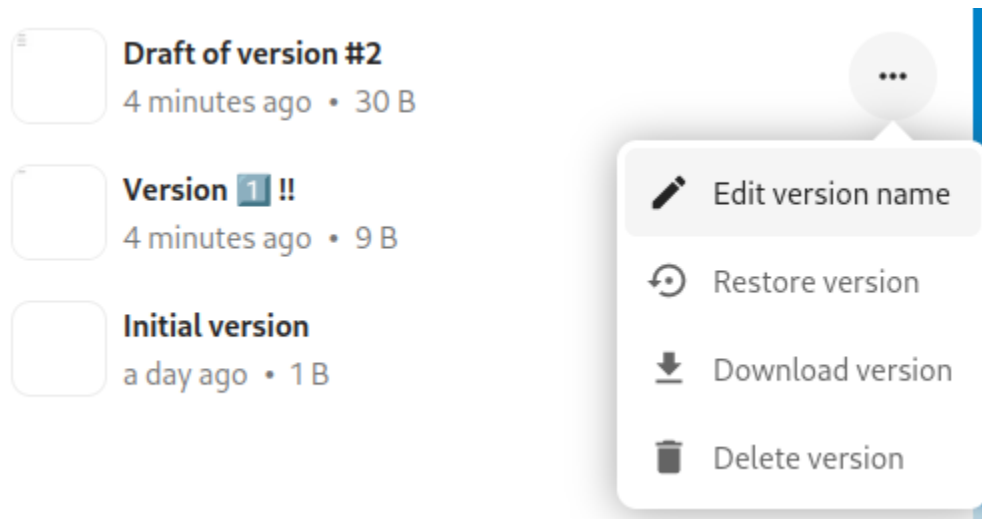 Draft of version #2
4 minutes ago • 30 B
Version 1️⃣ !!
4 minutes ago • 9 B
Initial version
a day ago • 1 B
Edit version name
Restore version
Download version
Delete version